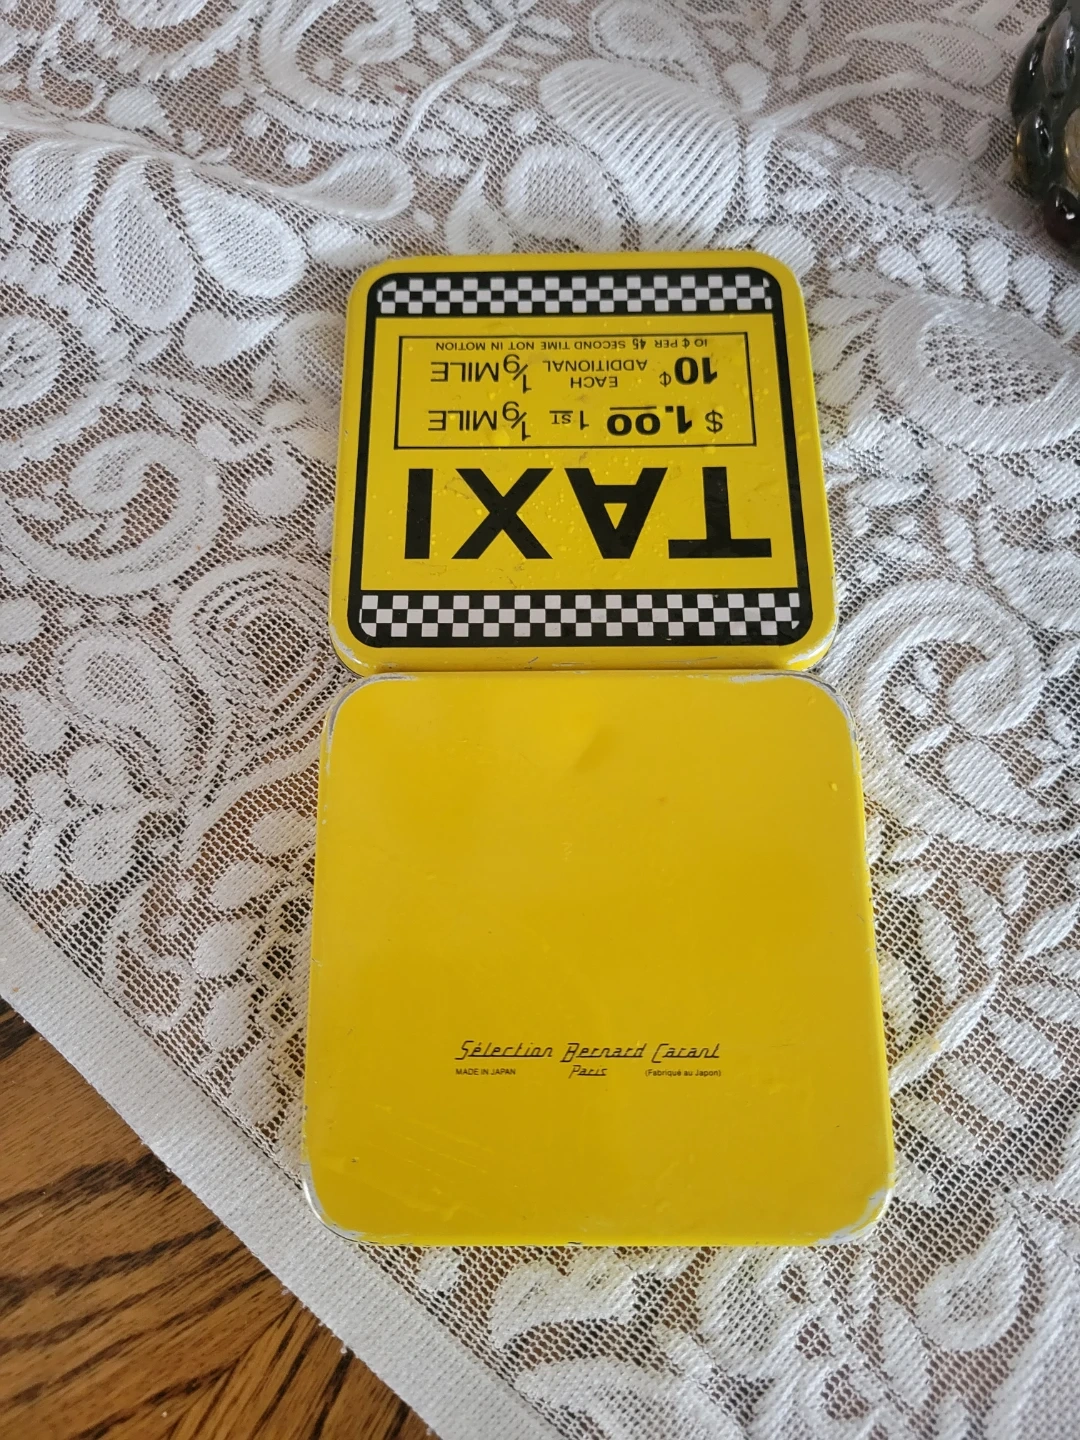 TAXI
$1.00 1ST 1/9 MILE
10¢ EACH ADDITIONAL 1/9 MILE
10¢ PER 45 SECOND TIME NOT IN MOTION
Sélection Bernard Carant
MADE IN JAPAN Paris (Fabriqué au Japon)